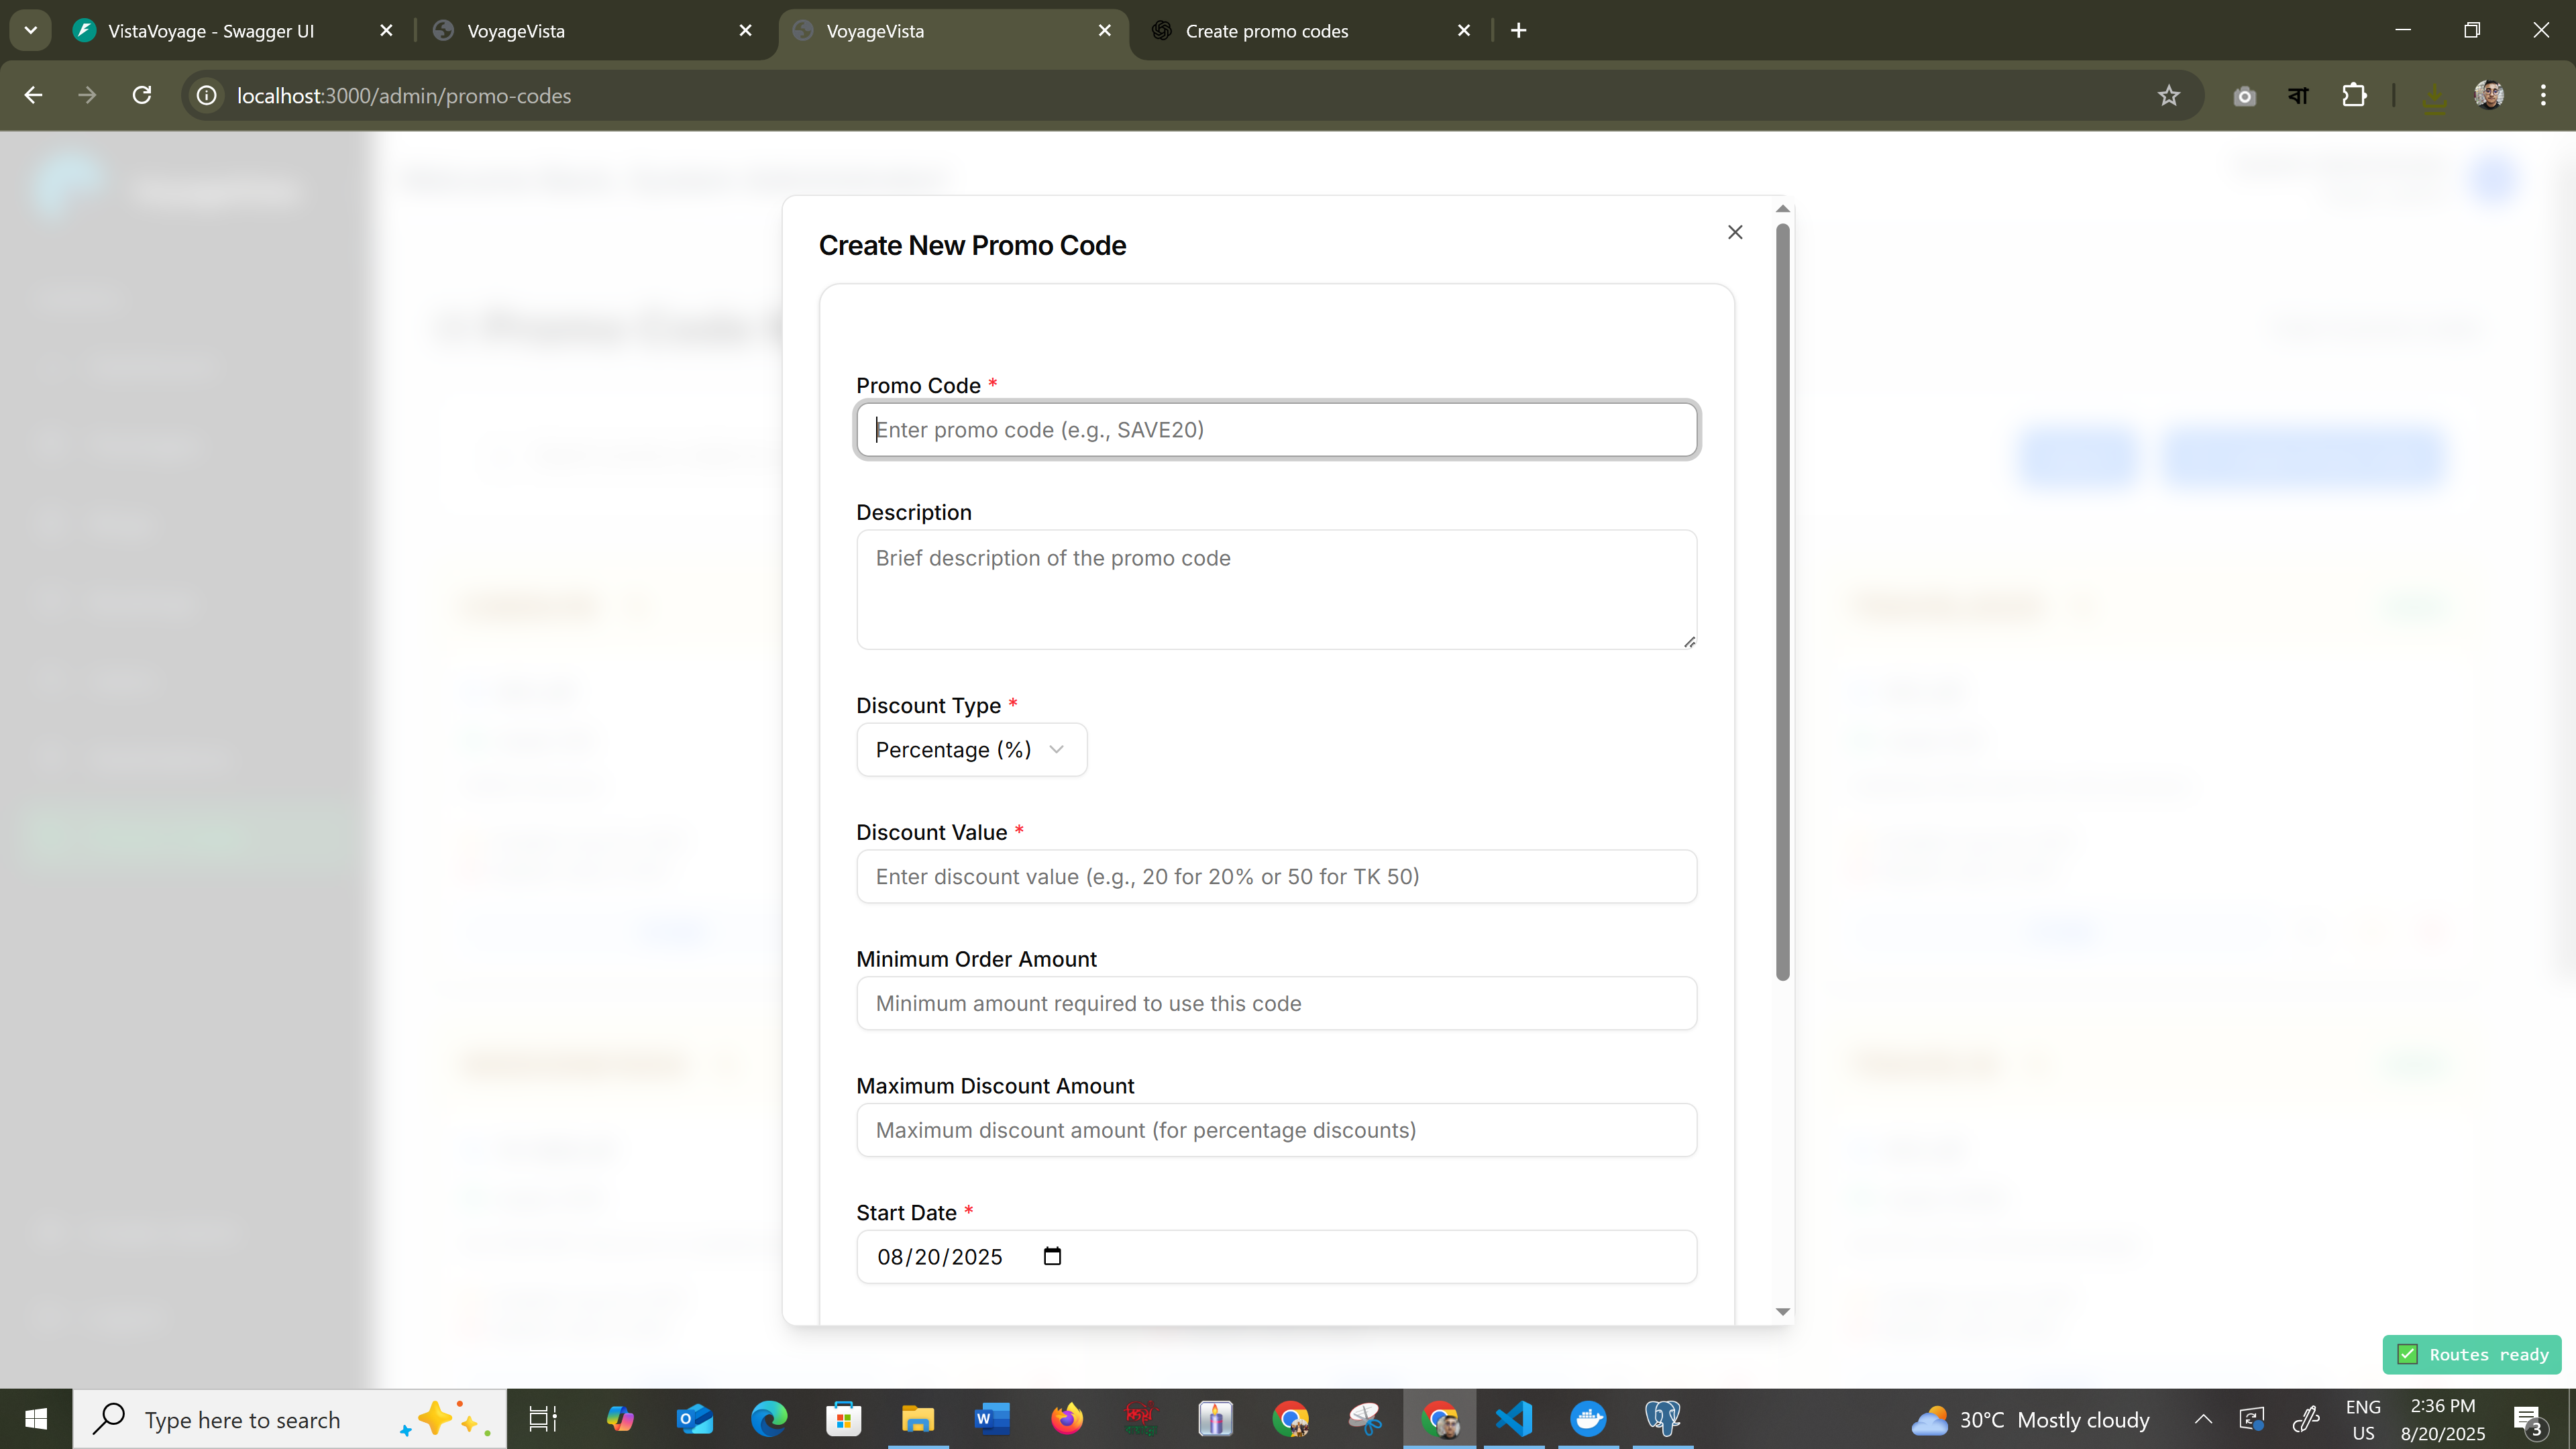 VistaVoyage - Swagger UI
VoyageVista
VoyageVista
Create promo codes
localhost:3000/admin/promo-codes
বা
Create New Promo Code
Promo Code *
Enter promo code (e.g., SAVE20)
Description
Brief description of the promo code
Discount Type *
Percentage (%)
Discount Value *
Enter discount value (e.g., 20 for 20% or 50 for TK 50)
Minimum Order Amount
Minimum amount required to use this code
Maximum Discount Amount
Maximum discount amount (for percentage discounts)
Start Date *
08/20/2025
Routes ready
Type here to search
30°C Mostly cloudy
ENG
US
2:36 PM
8/20/2025
3